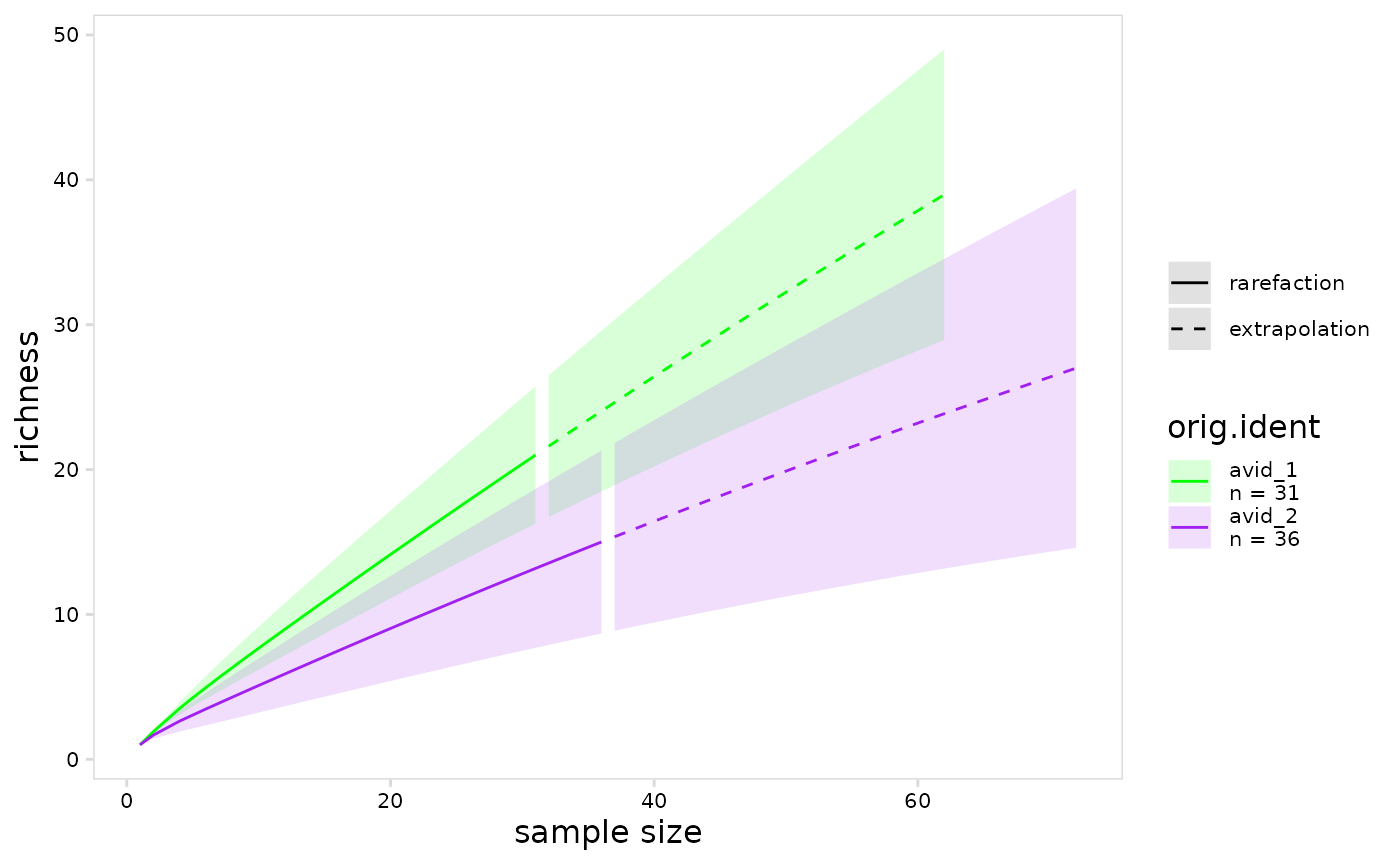 50
40
30
20
10
0
richness
0 20 40 60
sample size
rarefaction
extrapolation
orig.ident
avid_1
n = 31
avid_2
n = 36